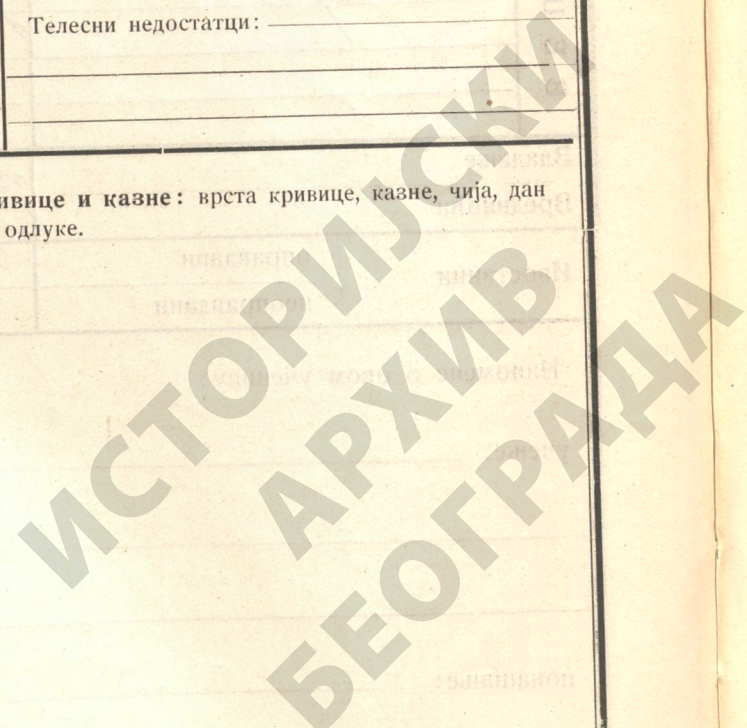 Телесни недостатци:
ивице и казне: врста кривице, казне, чија, дан
одлуке.
ИСТОРИЈСКИ
АРХИВ
БЕОГРАДА